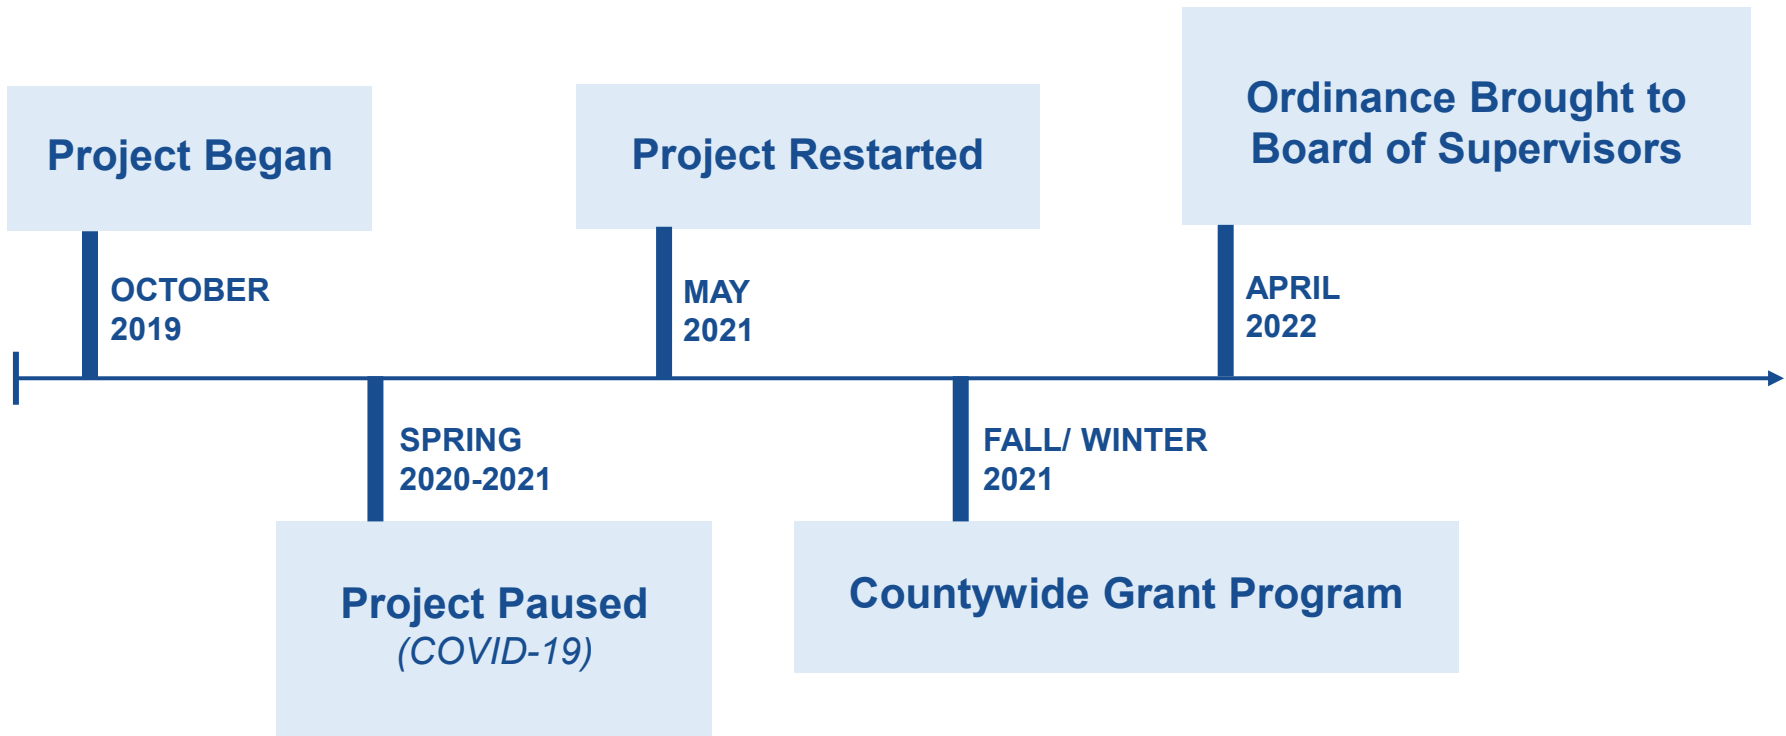 Project Began
OCTOBER
2019
SPRING
2020-2021
Project Paused
(COVID-19)
Project Restarted
MAY
2021
FALL/ WINTER
2021
Countywide Grant Program
Ordinance Brought to
Board of Supervisors
APRIL
2022